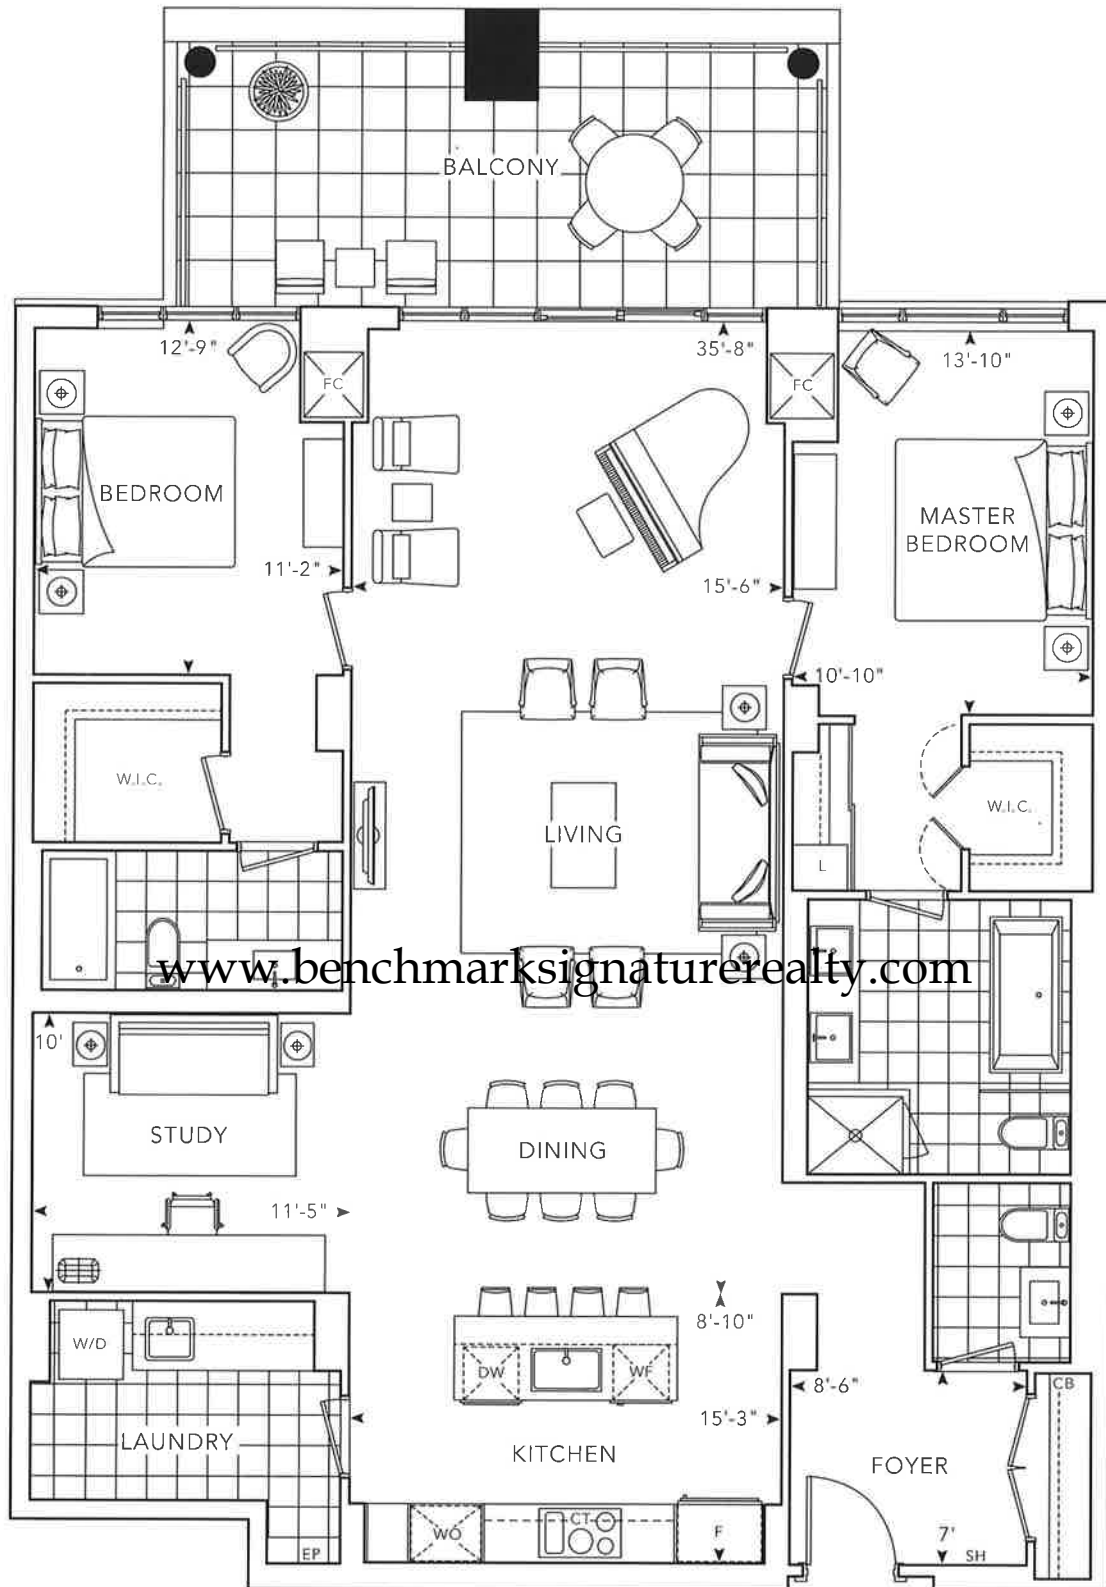 BALCONY
12'-9"
35'-8"
13'-10"
FC
FC
BEDROOM
MASTER
BEDROOM
11'-2"
15'-6"
10'-10"
W.I.C.
LIVING
W.I.C.
L
www.benchmarksignaturerealty.com
10'
STUDY
DINING
11'-5"
8'-10"
W/D
DW
WF
8'-6"
CB
15'-3"
LAUNDRY
KITCHEN
FOYER
WO
CT
F
7'
EP
SH